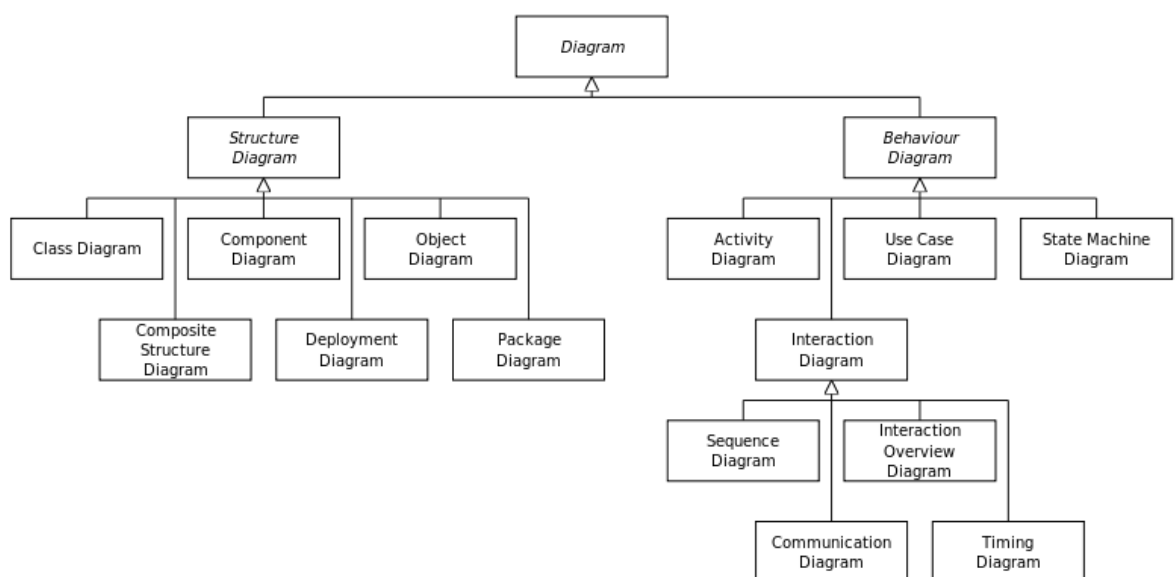 Diagram
Structure
Diagram
Behaviour
Diagram
Class Diagram
Component
Diagram
Object
Diagram
Activity
Diagram
Use Case
Diagram
State Machine
Diagram
Composite
Structure
Diagram
Deployment
Diagram
Package
Diagram
Interaction
Diagram
Sequence
Diagram
Interaction
Overview
Diagram
Communication
Diagram
Timing
Diagram